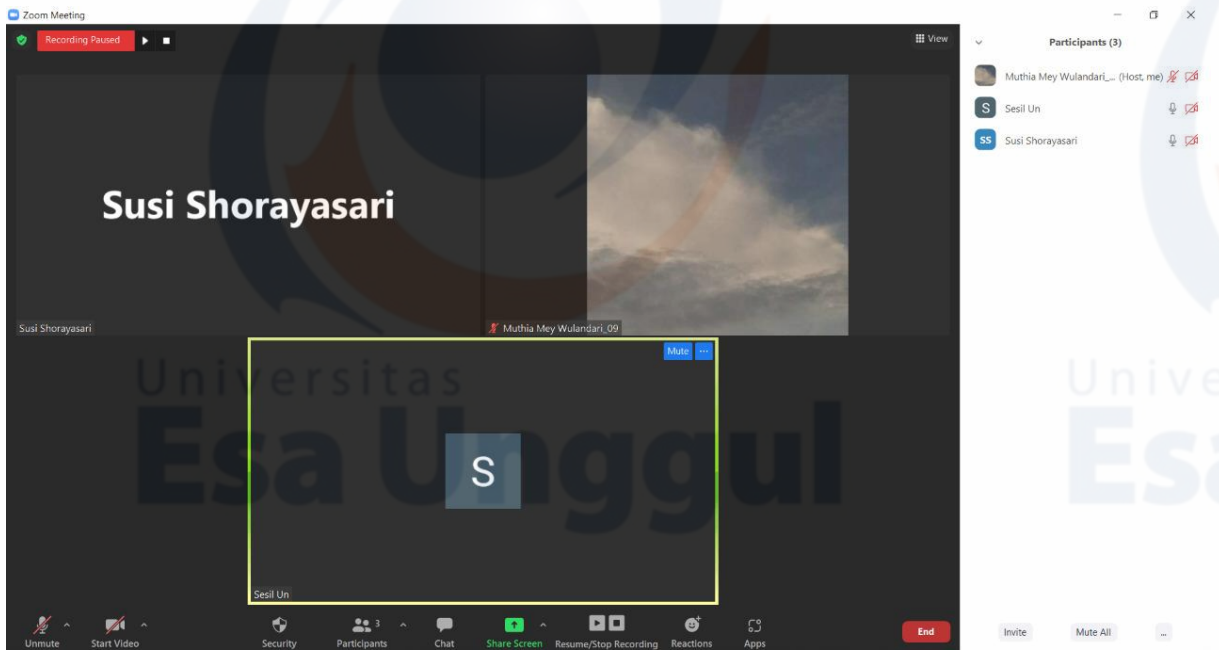 Zoom Meeting
Recording Paused
View
Susi Shorayasari
Susi Shorayasari
Muthia Mey Wulandari_09
Mute ...
S
Sesil Un
Unmute
Start Video
Security
Participants 3
Chat
Share Screen
Resume/Stop Recording
Reactions
Apps
End
Participants (3)
Muthia Mey Wulandari_... (Host, me)
S Sesil Un
SS Susi Shorayasari
Invite
Mute All
...
Universitas
Esa Unggul
Unive
Esa